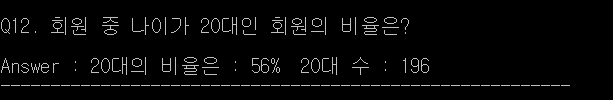 Q12. 회원 중 나이가 20대인 회원의 비율은?
Answer : 20대의 비율은 : 56%  20대 수 : 196
---------------------------------------------------------